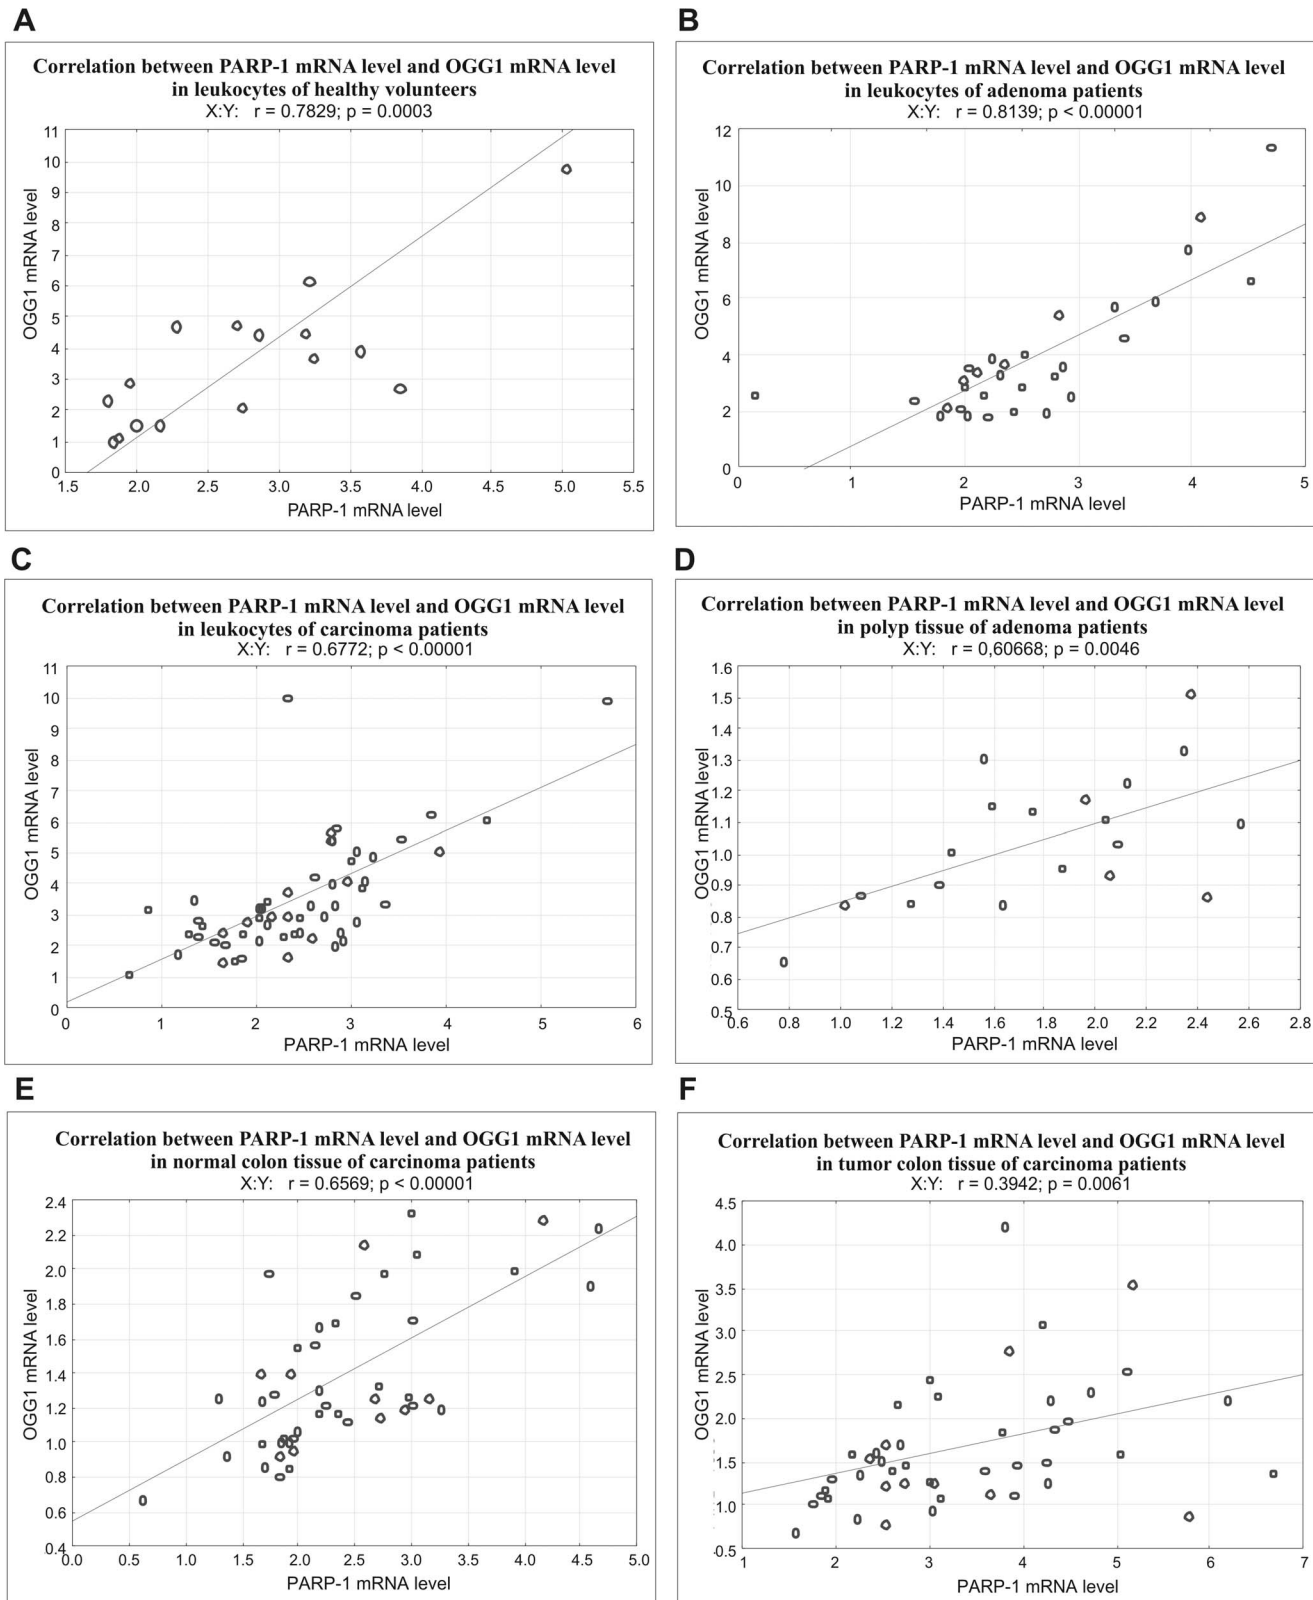 A
Correlation between PARP-1 mRNA level and OGG1 mRNA level
in leukocytes of healthy volunteers
X:Y: r = 0.7829; p = 0.0003
OGG1 mRNA level
11
10
9
8
7
6
5
4
3
2
1
0
1.5 2.0 2.5 3.0 3.5 4.0 4.5 5.0 5.5
PARP-1 mRNA level
B
Correlation between PARP-1 mRNA level and OGG1 mRNA level
in leukocytes of adenoma patients
X:Y: r = 0.8139; p < 0.00001
OGG1 mRNA level
12
10
8
6
4
2
0
0 1 2 3 4 5
PARP-1 mRNA level
C
Correlation between PARP-1 mRNA level and OGG1 mRNA level
in leukocytes of carcinoma patients
X:Y: r = 0.6772; p < 0.00001
OGG1 mRNA level
11
10
9
8
7
6
5
4
3
2
1
0
0 1 2 3 4 5 6
PARP-1 mRNA level
D
Correlation between PARP-1 mRNA level and OGG1 mRNA level
in polyp tissue of adenoma patients
X:Y: r = 0,60668; p = 0.0046
OGG1 mRNA level
1.6
1.5
1.4
1.3
1.2
1.1
1.0
0.9
0.8
0.7
0.6
0.5
0.6 0.8 1.0 1.4 1.6 1.8 2.0 2.2 2.4 2.6 2.8
PARP-1 mRNA level
E
Correlation between PARP-1 mRNA level and OGG1 mRNA level
in normal colon tissue of carcinoma patients
X:Y: r = 0.6569; p < 0.00001
OGG1 mRNA level
2.4
2.2
2.0
1.8
1.6
1.4
1.2
1.0
0.8
0.6
0.4
0.0 0.5 1.0 1.5 2.0 2.5 3.0 3.5 4.0 4.5 5.0
PARP-1 mRNA level
F
Correlation between PARP-1 mRNA level and OGG1 mRNA level
in tumor colon tissue of carcinoma patients
X:Y: r = 0.3942; p = 0.0061
OGG1 mRNA level
4.5
4.0
3.5
3.0
2.5
2.0
1.5
1.0
0.5
1 2 3 4 5 6 7
PARP-1 mRNA level